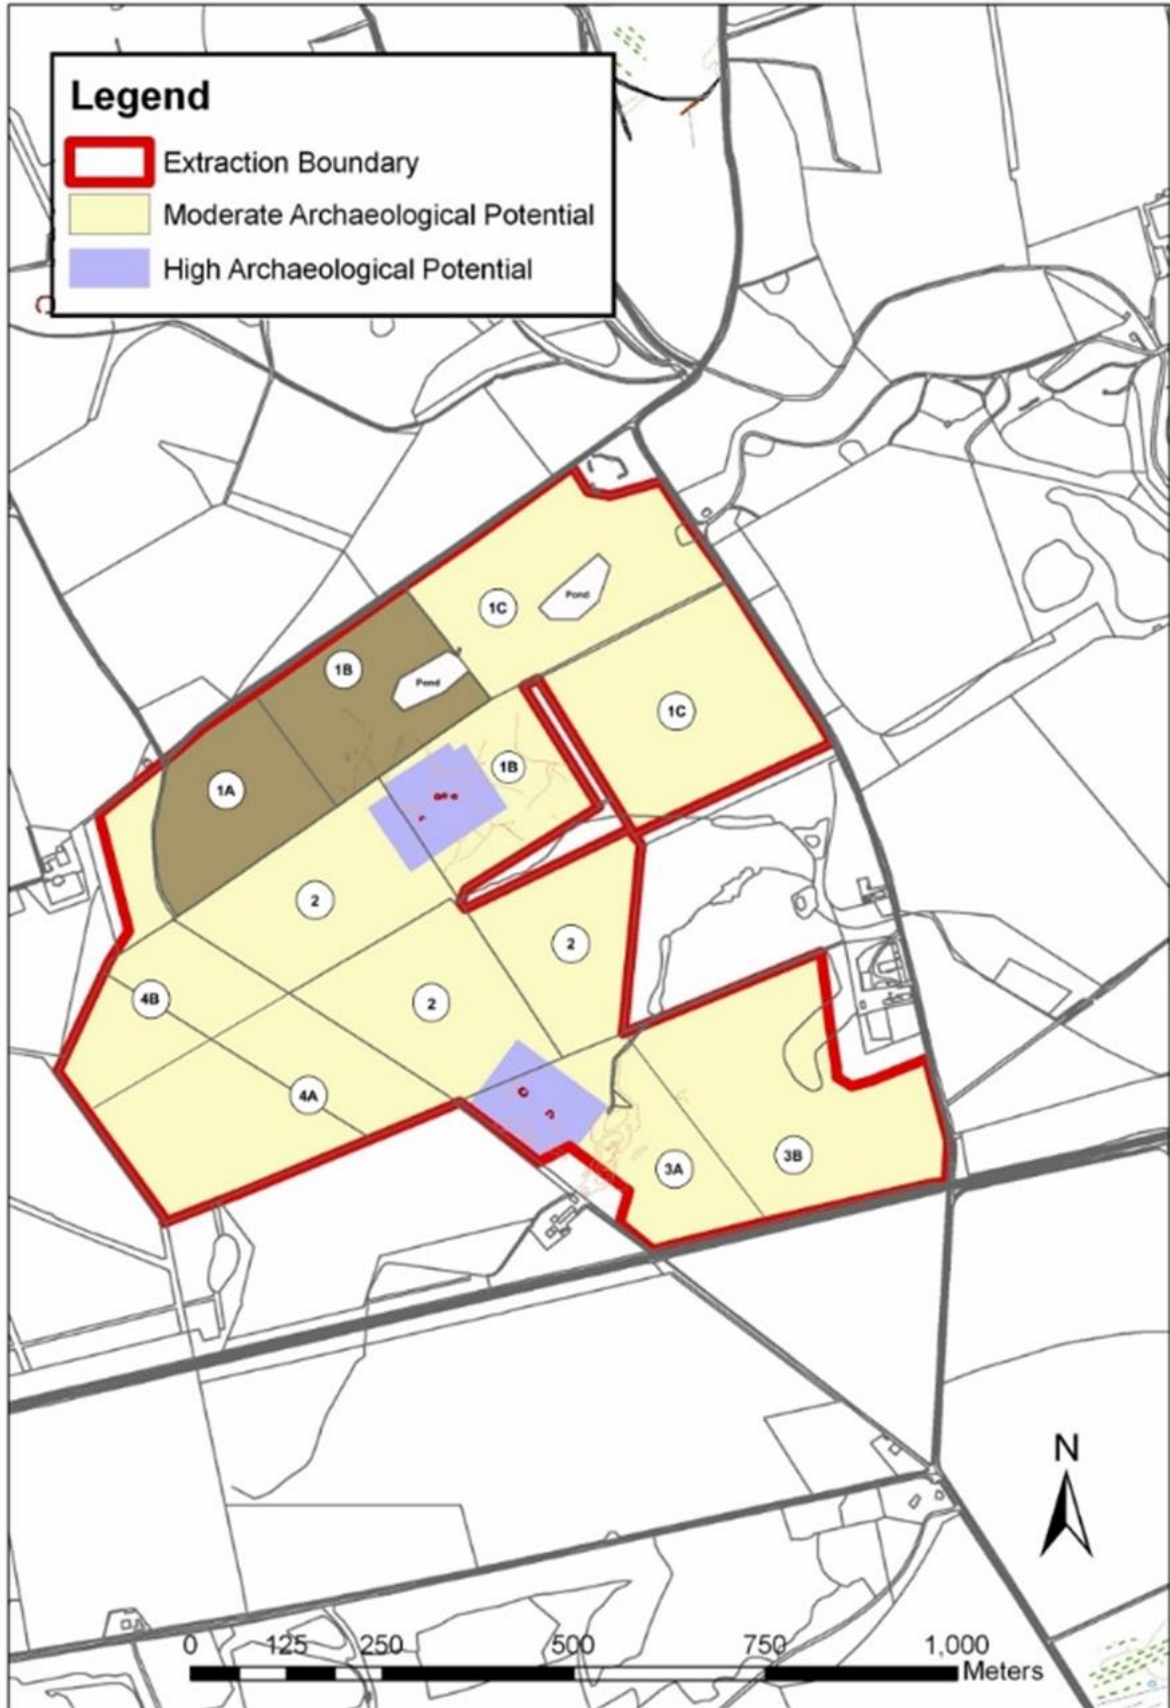 Legend
Extraction Boundary
Moderate Archaeological Potential
High Archaeological Potential
1C
Pond
1B
Pond
1C
1B
1A
2
2
4B
2
4A
3B
3A
N
0 125 250 500 750 1,000
Meters